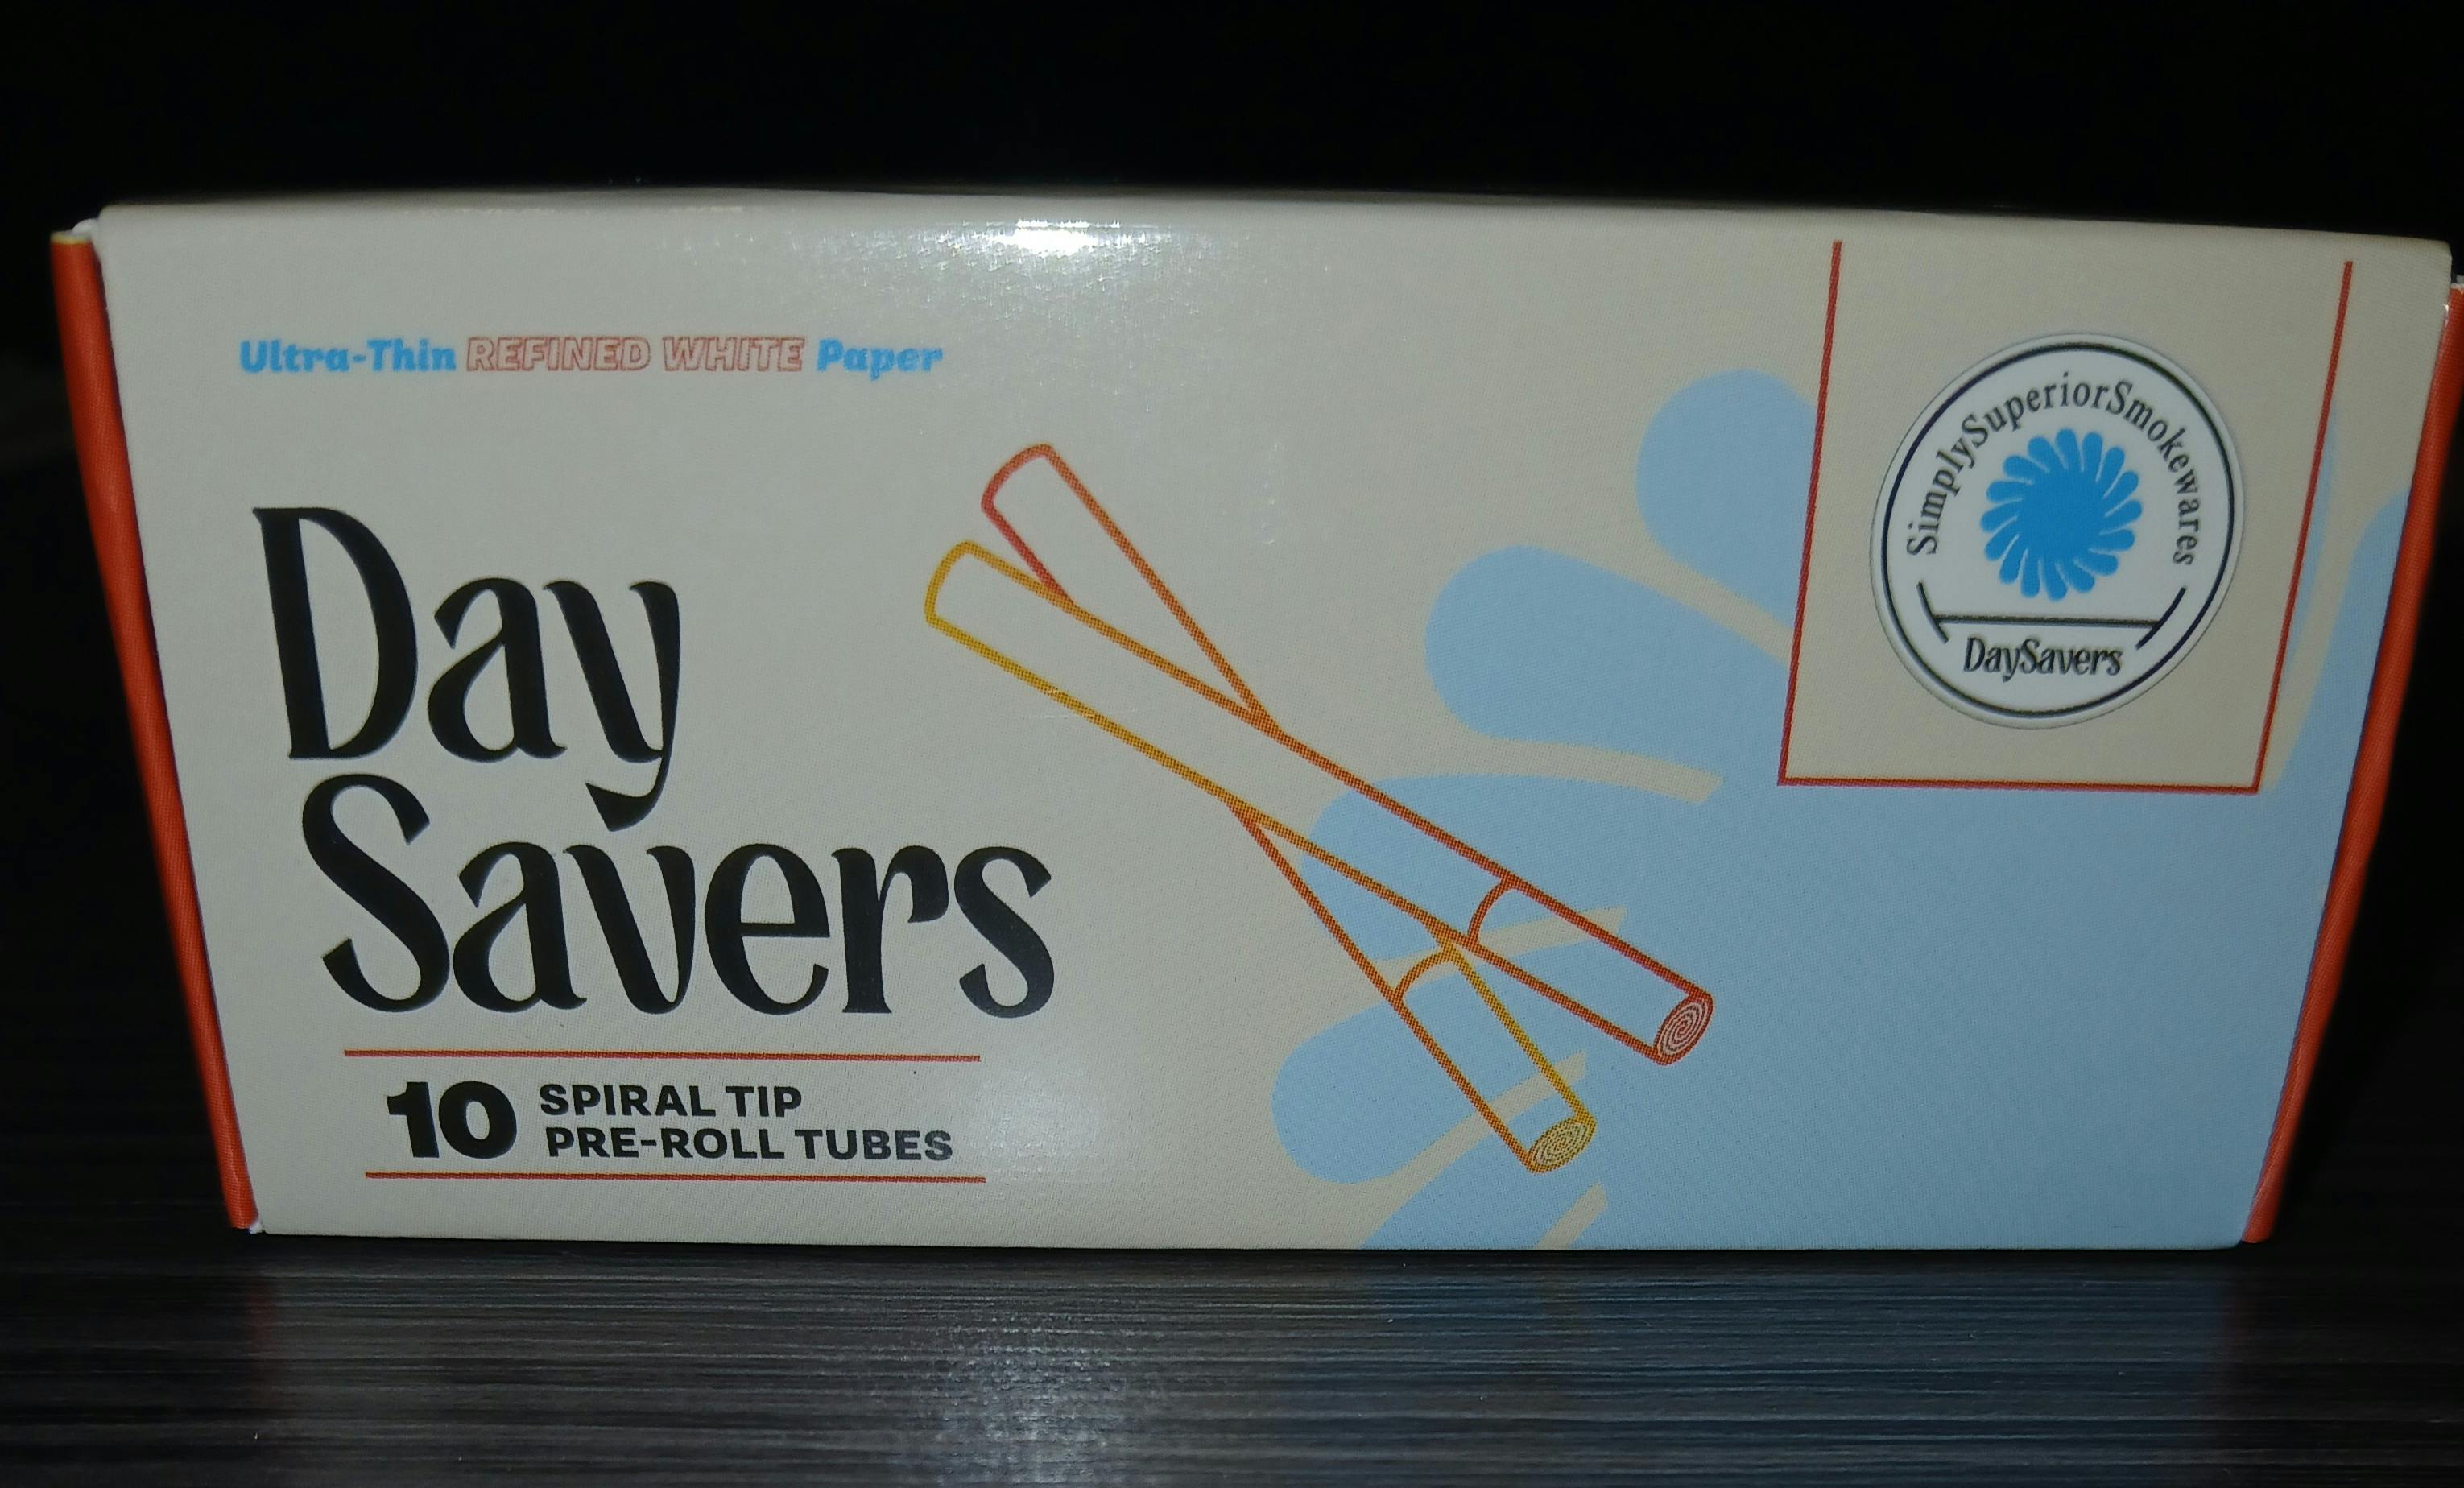 Ultra-Thin REFINED WHITE Paper
Day
Savers
10 SPIRAL TIP
PRE-ROLL TUBES
SimplySuperiorSmokewares
DaySavers